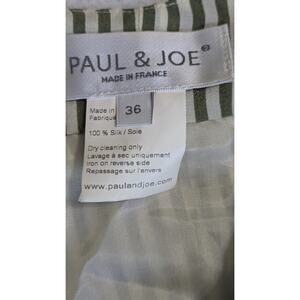 PAUL & JOE®
MADE IN FRANCE
Made in
Fabriqué
36
100 % Silk / Soie
Dry cleaning only
Lavage à sec uniquement
Iron on reverse side
Repassage sur l'envers
www.paulandjoe.com